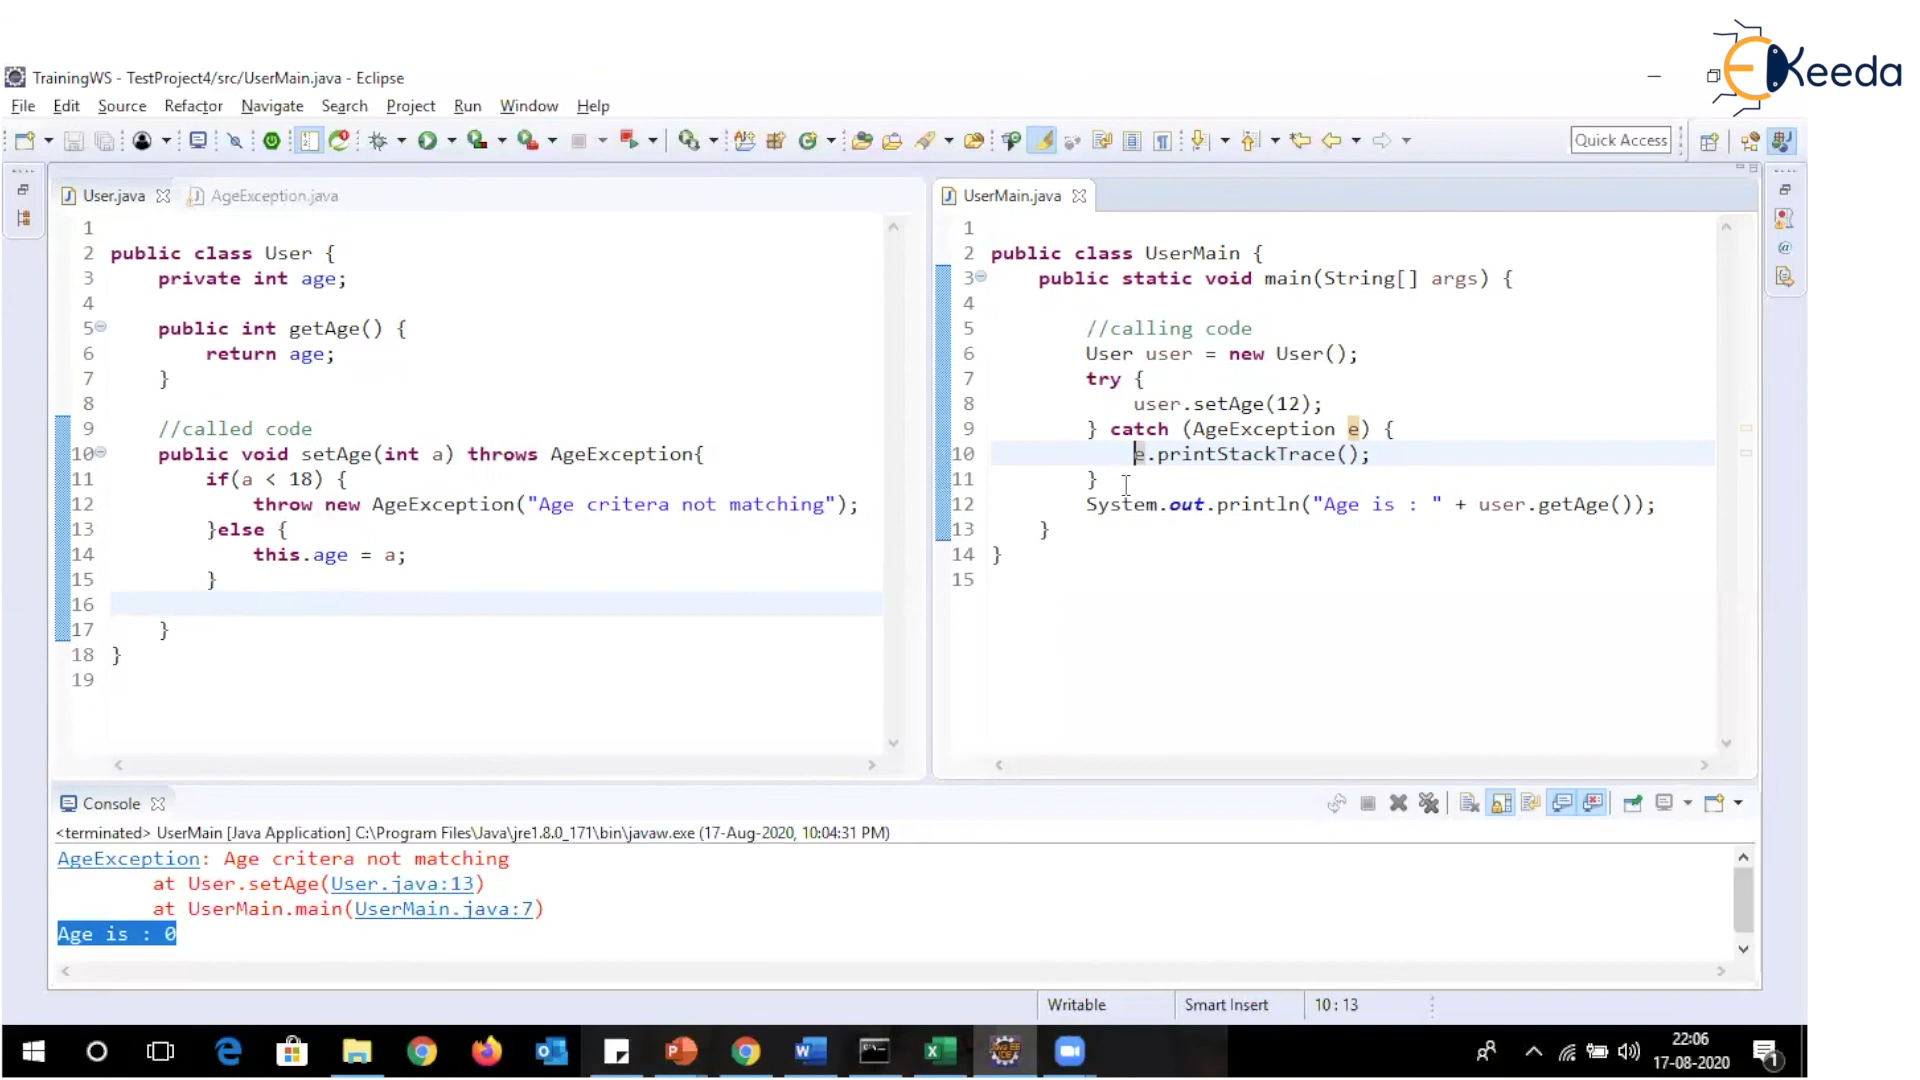 EKeeda
TrainingWS - TestProject4/src/UserMain.java - Eclipse
File Edit Source Refactor Navigate Search Project Run Window Help
Quick Access
User.java AgeException.java
1
2 public class User {
3 private int age;
4
5 public int getAge() {
6 return age;
7 }
8
9 //called code
10 public void setAge(int a) throws AgeException{
11 if(a < 18) {
12 throw new AgeException("Age critera not matching");
13 }else {
14 this.age = a;
15 }
16
17 }
18 }
19
UserMain.java
1
2 public class UserMain {
3 public static void main(String[] args) {
4
5 //calling code
6 User user = new User();
7 try {
8 user.setAge(12);
9 } catch (AgeException e) {
10 e.printStackTrace();
11 }
12 System.out.println("Age is : " + user.getAge());
13 }
14 }
15
Console
<terminated> UserMain [Java Application] C:\Program Files\Java\jre1.8.0_171\bin\javaw.exe (17-Aug-2020, 10:04:31 PM)
AgeException: Age critera not matching
at User.setAge(User.java:13)
at UserMain.main(UserMain.java:7)
Age is : 0
Writable Smart Insert 10 : 13
22:06
17-08-2020
1